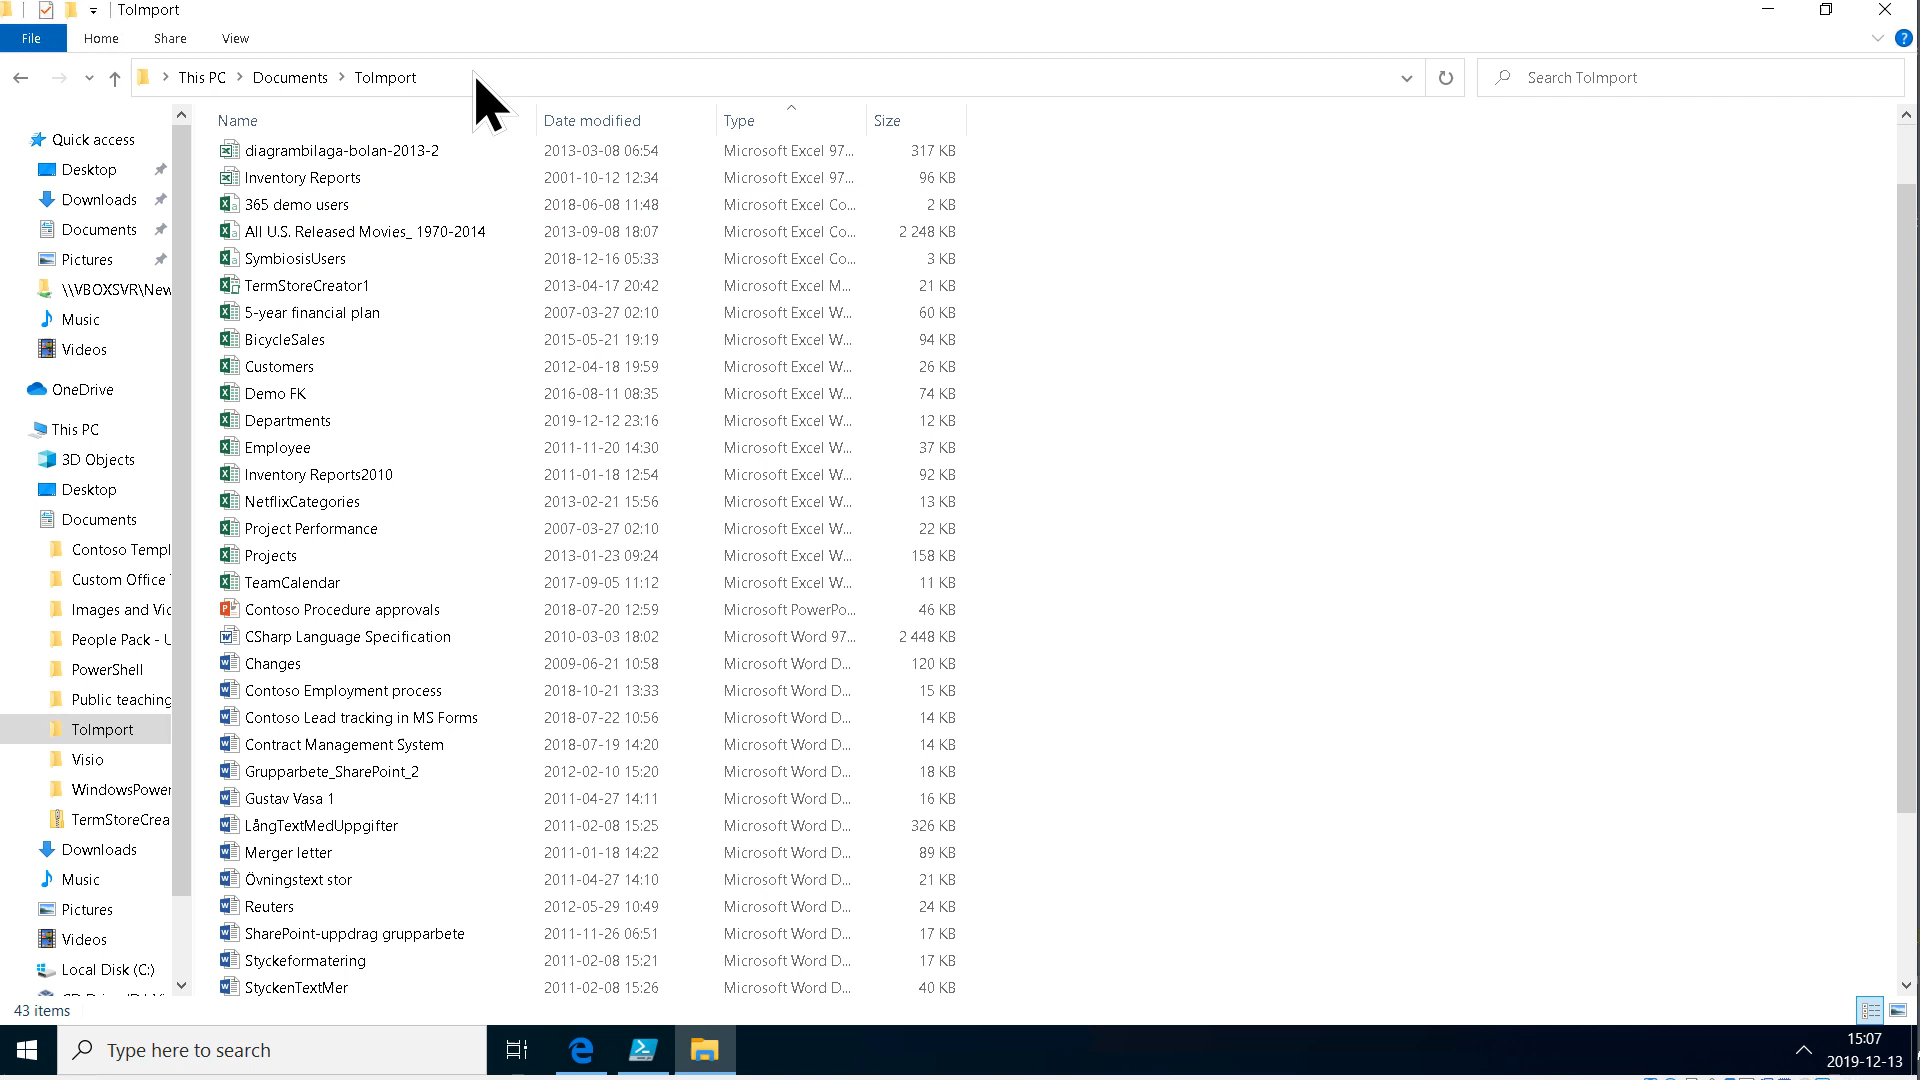 ToImport
File Home Share View
This PC Documents ToImport
Search ToImport
Name Date modified Type Size
Quick access
Desktop
Downloads
Documents
Pictures
\\VBOXSVR\New
Music
Videos
OneDrive
This PC
3D Objects
Desktop
Documents
Contoso Templ
Custom Office
Images and Vic
People Pack - U
PowerShell
Public teaching
ToImport
Visio
WindowsPower
TermStoreCrea
Downloads
Music
Pictures
Videos
Local Disk (C:)
diagrambilaga-bolan-2013-2 2013-03-08 06:54 Microsoft Excel 97... 317 KB
Inventory Reports 2001-10-12 12:34 Microsoft Excel 97... 96 KB
365 demo users 2018-06-08 11:48 Microsoft Excel Co... 2 KB
All U.S. Released Movies_ 1970-2014 2013-09-08 18:07 Microsoft Excel Co... 2 248 KB
SymbiosisUsers 2018-12-16 05:33 Microsoft Excel Co... 3 KB
TermStoreCreator1 2013-04-17 20:42 Microsoft Excel M... 21 KB
5-year financial plan 2007-03-27 02:10 Microsoft Excel W... 60 KB
BicycleSales 2015-05-21 19:19 Microsoft Excel W... 94 KB
Customers 2012-04-18 19:59 Microsoft Excel W... 26 KB
Demo FK 2016-08-11 08:35 Microsoft Excel W... 74 KB
Departments 2019-12-12 23:16 Microsoft Excel W... 12 KB
Employee 2011-11-20 14:30 Microsoft Excel W... 37 KB
Inventory Reports2010 2011-01-18 12:54 Microsoft Excel W... 92 KB
NetflixCategories 2013-02-21 15:56 Microsoft Excel W... 13 KB
Project Performance 2007-03-27 02:10 Microsoft Excel W... 22 KB
Projects 2013-01-23 09:24 Microsoft Excel W... 158 KB
TeamCalendar 2017-09-05 11:12 Microsoft Excel W... 11 KB
Contoso Procedure approvals 2018-07-20 12:59 Microsoft PowerPo... 46 KB
CSharp Language Specification 2010-03-03 18:02 Microsoft Word 97... 2 448 KB
Changes 2009-06-21 10:58 Microsoft Word D... 120 KB
Contoso Employment process 2018-10-21 13:33 Microsoft Word D... 15 KB
Contoso Lead tracking in MS Forms 2018-07-22 10:56 Microsoft Word D... 14 KB
Contract Management System 2018-07-19 14:20 Microsoft Word D... 14 KB
Grupparbete_SharePoint_2 2012-02-10 15:20 Microsoft Word D... 18 KB
Gustav Vasa 1 2011-04-27 14:11 Microsoft Word D... 16 KB
LångTextMedUppgifter 2011-02-08 15:25 Microsoft Word D... 326 KB
Merger letter 2011-01-18 14:22 Microsoft Word D... 89 KB
Övningstext stor 2011-04-27 14:10 Microsoft Word D... 21 KB
Reuters 2012-05-29 10:49 Microsoft Word D... 24 KB
SharePoint-uppdrag grupparbete 2011-11-26 06:51 Microsoft Word D... 17 KB
Styckeformatering 2011-02-08 15:21 Microsoft Word D... 17 KB
StyckenTextMer 2011-02-08 15:26 Microsoft Word D... 40 KB
43 items
Type here to search
15:07
2019-12-13